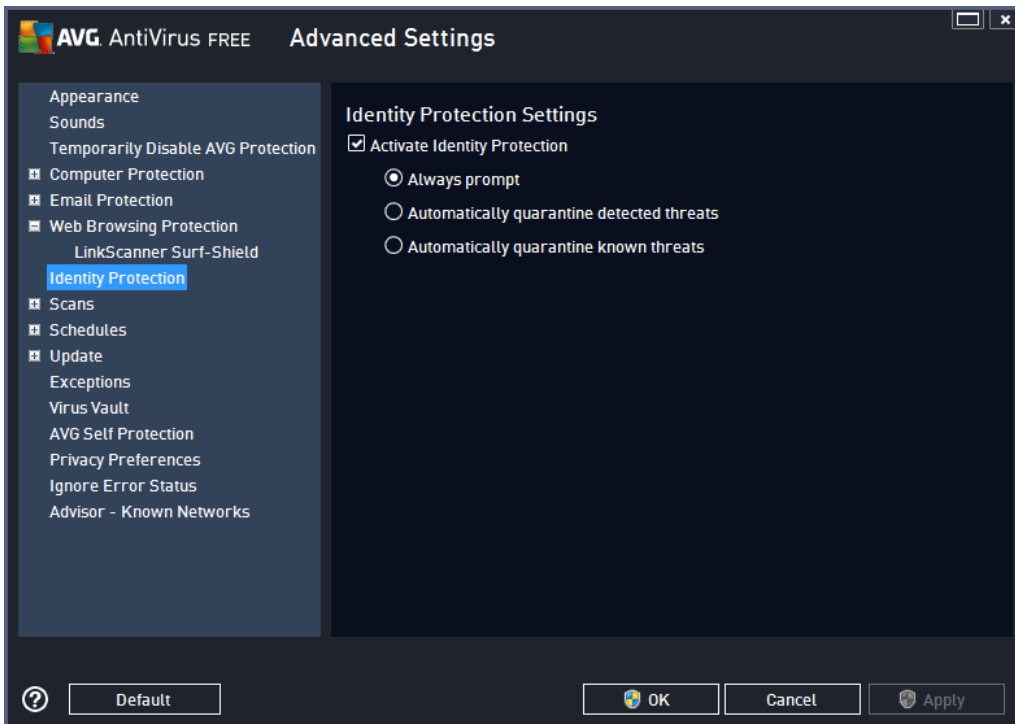 AVG. AntiVirus FREE Advanced Settings
Appearance
Sounds
Temporarily Disable AVG Protection
Computer Protection
Email Protection
Web Browsing Protection
LinkScanner Surf-Shield
Identity Protection
Scans
Schedules
Update
Exceptions
Virus Vault
AVG Self Protection
Privacy Preferences
Ignore Error Status
Advisor - Known Networks
Identity Protection Settings
Activate Identity Protection
Always prompt
Automatically quarantine detected threats
Automatically quarantine known threats
? Default OK Cancel Apply